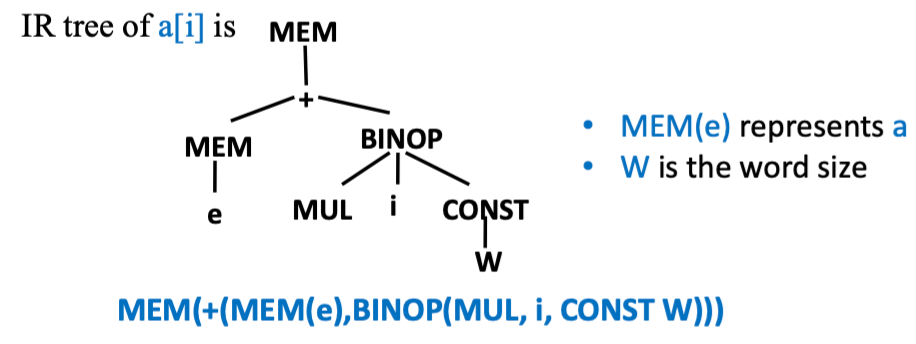 IR tree of a[i] is MEM
+
MEM BINOP
• MEM(e) represents a
• W is the word size
e MUL i CONST
W
MEM(+(MEM(e),BINOP(MUL, i, CONST W)))